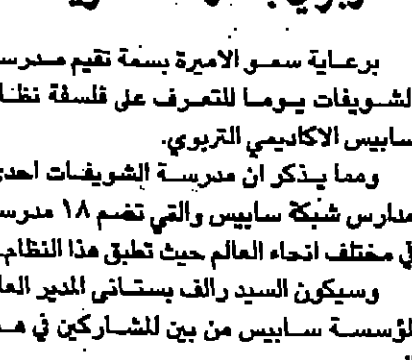 برعاية سمو الاميرة بسمة تقيم مدرسة
الشويفات يوما للتعرف على فلسفة نظام
سابيس الاكاديمي التربوي.
ومما يذكر ان مدرسة الشويفات احدى
مدارس شبكة سابيس والتي تضم ١٨ مدرسة
في مختلف انحاء العالم حيث تطبق هذا النظام.
وسيكون السيد رالف بستاني المدير العام
لمؤسسة سابيس من بين المشاركين في هذا